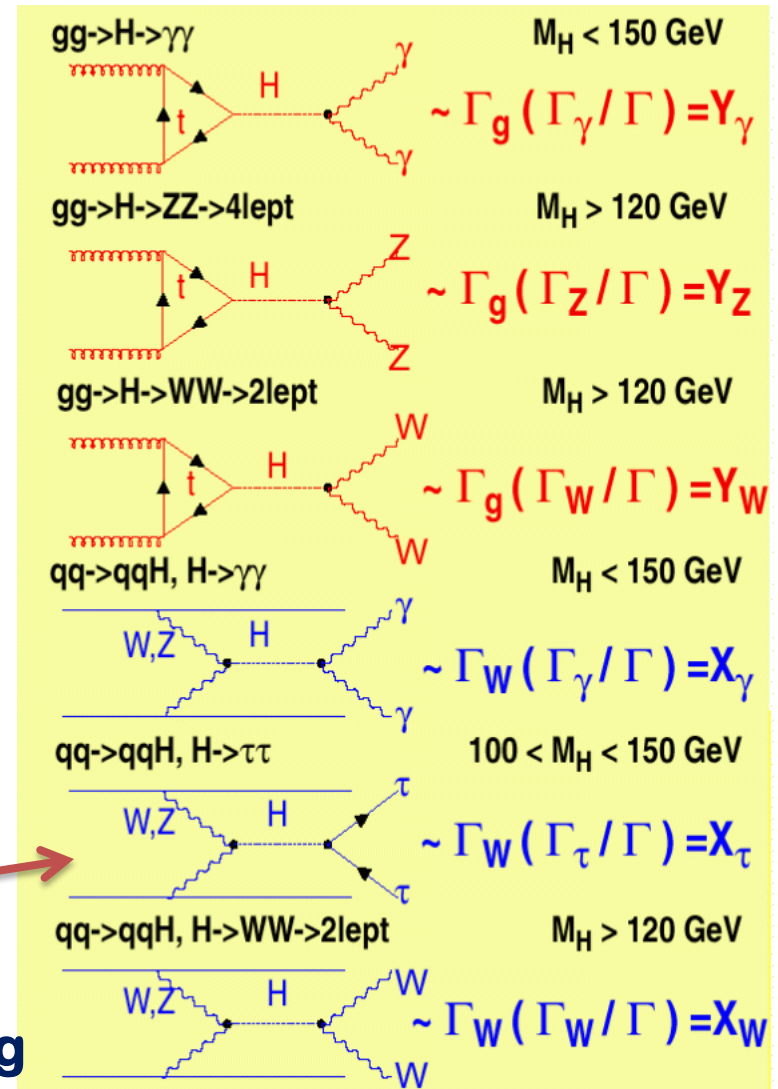 gg->H->γγ M_H < 150 GeV
t H γ γ ~ Γ_g ( Γ_γ / Γ ) =Y_γ
gg->H->ZZ->4lept M_H > 120 GeV
t H Z Z ~ Γ_g ( Γ_Z / Γ ) =Y_Z
gg->H->WW->2lept M_H > 120 GeV
t H W W ~ Γ_g ( Γ_W / Γ ) =Y_W
qq->qqH, H->γγ M_H < 150 GeV
W,Z H γ γ ~ Γ_W ( Γ_γ / Γ ) =X_γ
qq->qqH, H->ττ 100 < M_H < 150 GeV
W,Z H τ τ ~ Γ_W ( Γ_τ / Γ ) =X_τ
qq->qqH, H->WW->2lept M_H > 120 GeV
W,Z H W W ~ Γ_W ( Γ_W / Γ ) =X_W
g